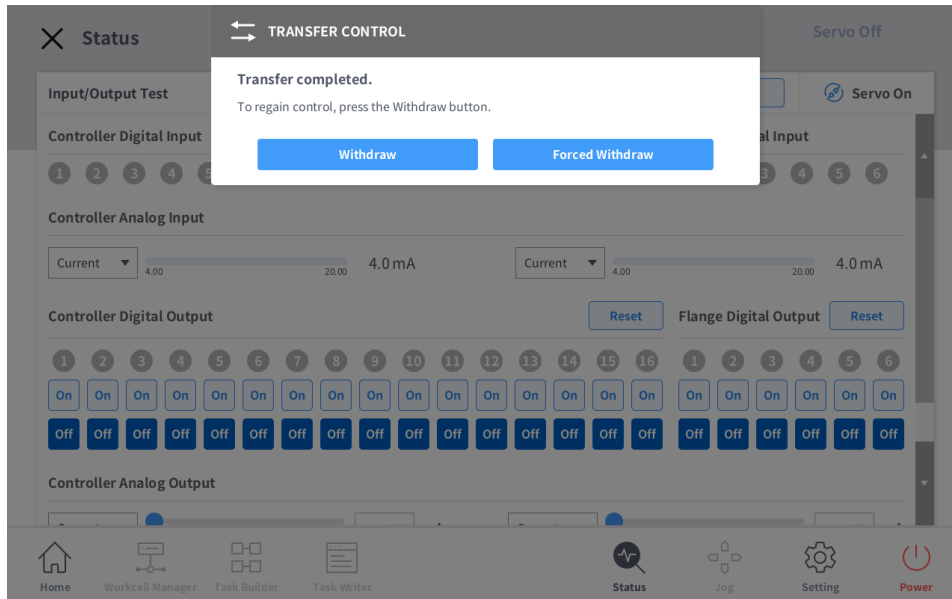 Status
Servo Off
TRANSFER CONTROL
Transfer completed.
To regain control, press the Withdraw button.
Withdraw
Forced Withdraw
Input/Output Test
Servo On
Controller Digital Input
al Input
1 2 3 4 5
3 4 5 6
Controller Analog Input
Current 4.00 20.00 4.0 mA Current 4.00 20.00 4.0 mA
Controller Digital Output Reset Flange Digital Output Reset
1 2 3 4 5 6 7 8 9 10 11 12 13 14 15 16 1 2 3 4 5 6
On On On On On On On On On On On On On On On On On On On On On On
Off Off Off Off Off Off Off Off Off Off Off Off Off Off Off Off Off Off Off Off Off Off
Controller Analog Output
Home Workcell Manager Task Builder Task Writer Status Jog Setting Power